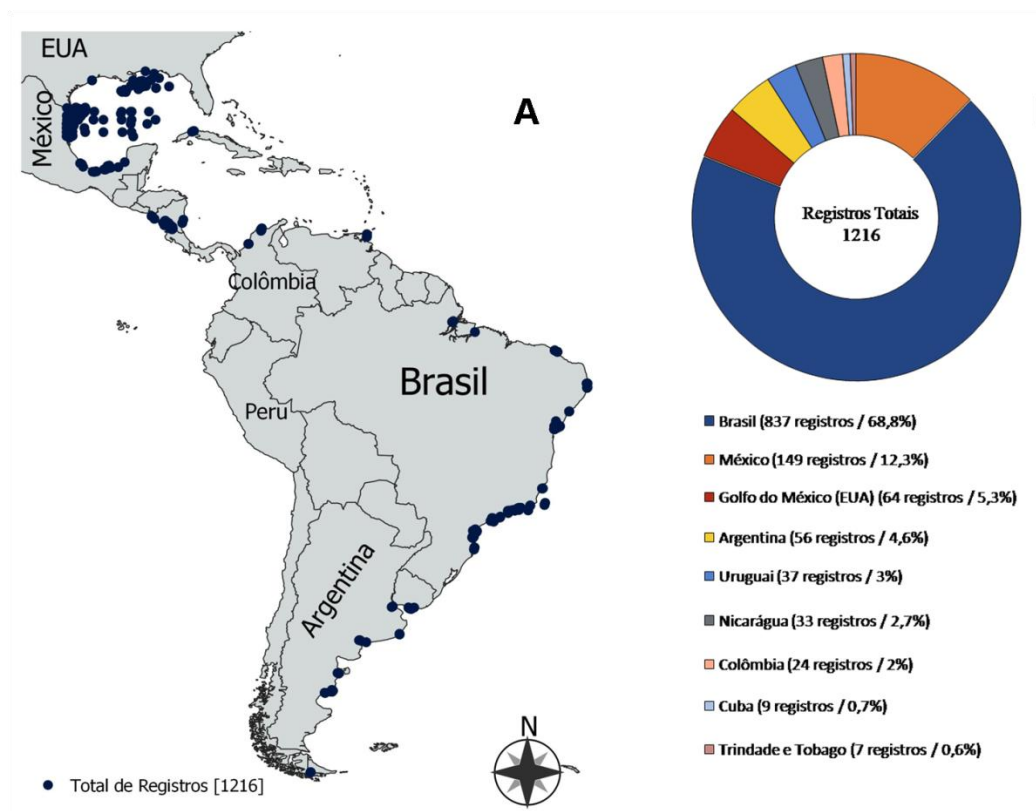 EUA
México
A
Colômbia
Brasil
Peru
Argentina
N
Total de Registros [1216]
Registros Totais
1216
Brasil (837 registros / 68,8%)
México (149 registros / 12,3%)
Golfo do México (EUA) (64 registros / 5,3%)
Argentina (56 registros / 4,6%)
Uruguai (37 registros / 3%)
Nicarágua (33 registros / 2,7%)
Colômbia (24 registros / 2%)
Cuba (9 registros / 0,7%)
Trindade e Tobago (7 registros / 0,6%)